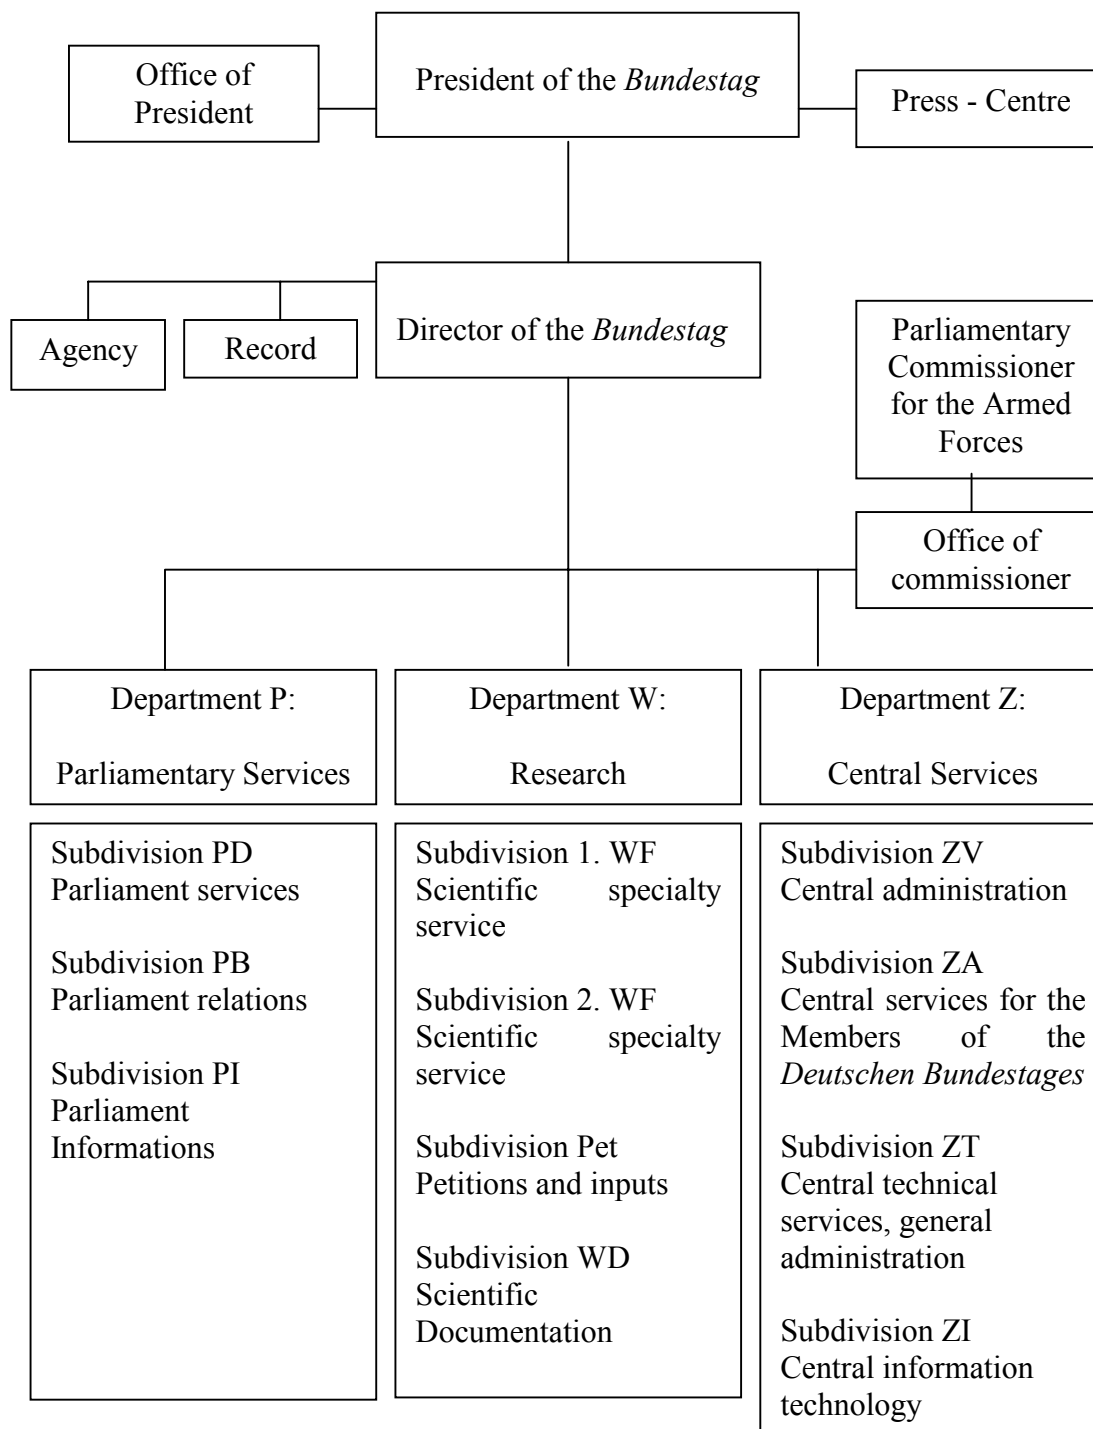 Office of
President
President of the Bundestag
Press - Centre
Agency
Record
Director of the Bundestag
Parliamentary
Commissioner
for the Armed
Forces
Office of
commissioner
Department P:
Parliamentary Services
Department W:
Research
Department Z:
Central Services
Subdivision PD
Parliament services
Subdivision PB
Parliament relations
Subdivision PI
Parliament
Informations
Subdivision 1. WF
Scientific specialty
service
Subdivision 2. WF
Scientific specialty
service
Subdivision Pet
Petitions and inputs
Subdivision WD
Scientific
Documentation
Subdivision ZV
Central administration
Subdivision ZA
Central services for the
Members of the
Deutschen Bundestages
Subdivision ZT
Central technical
services, general
administration
Subdivision ZI
Central information
technology